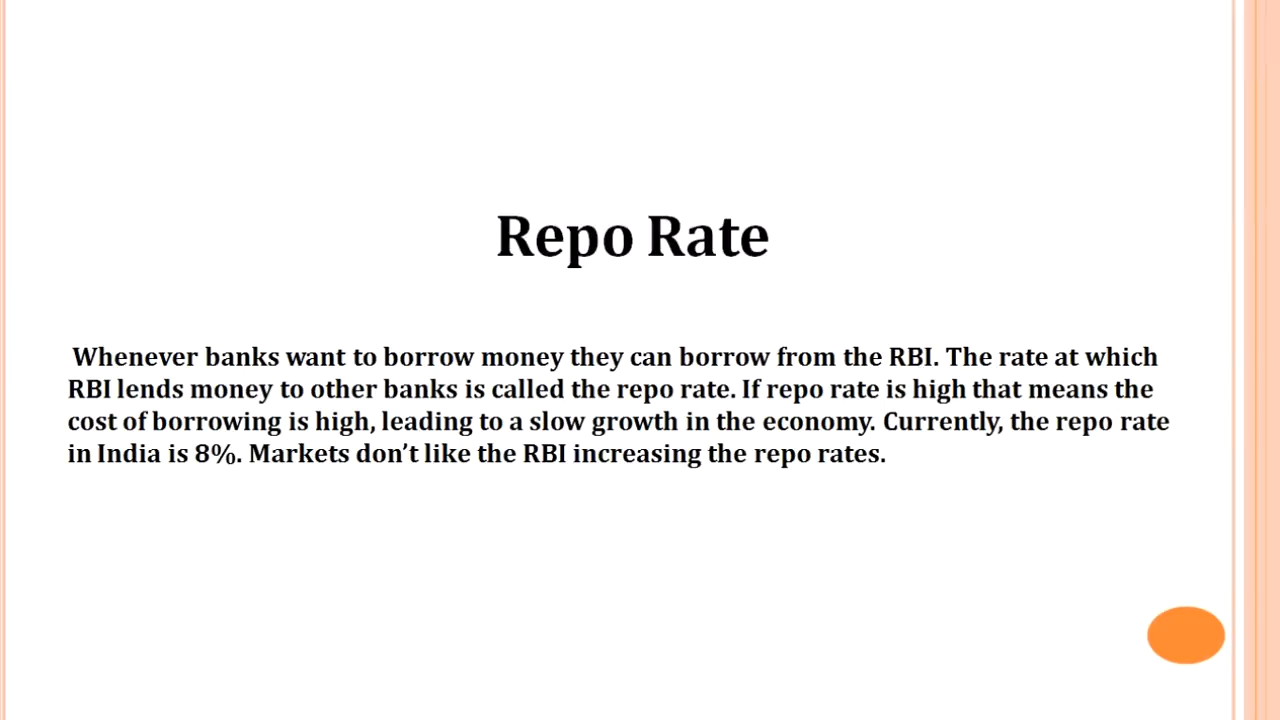 Repo Rate
Whenever banks want to borrow money they can borrow from the RBI. The rate at which
RBI lends money to other banks is called the repo rate. If repo rate is high that means the
cost of borrowing is high, leading to a slow growth in the economy. Currently, the repo rate
in India is 8%. Markets don’t like the RBI increasing the repo rates.